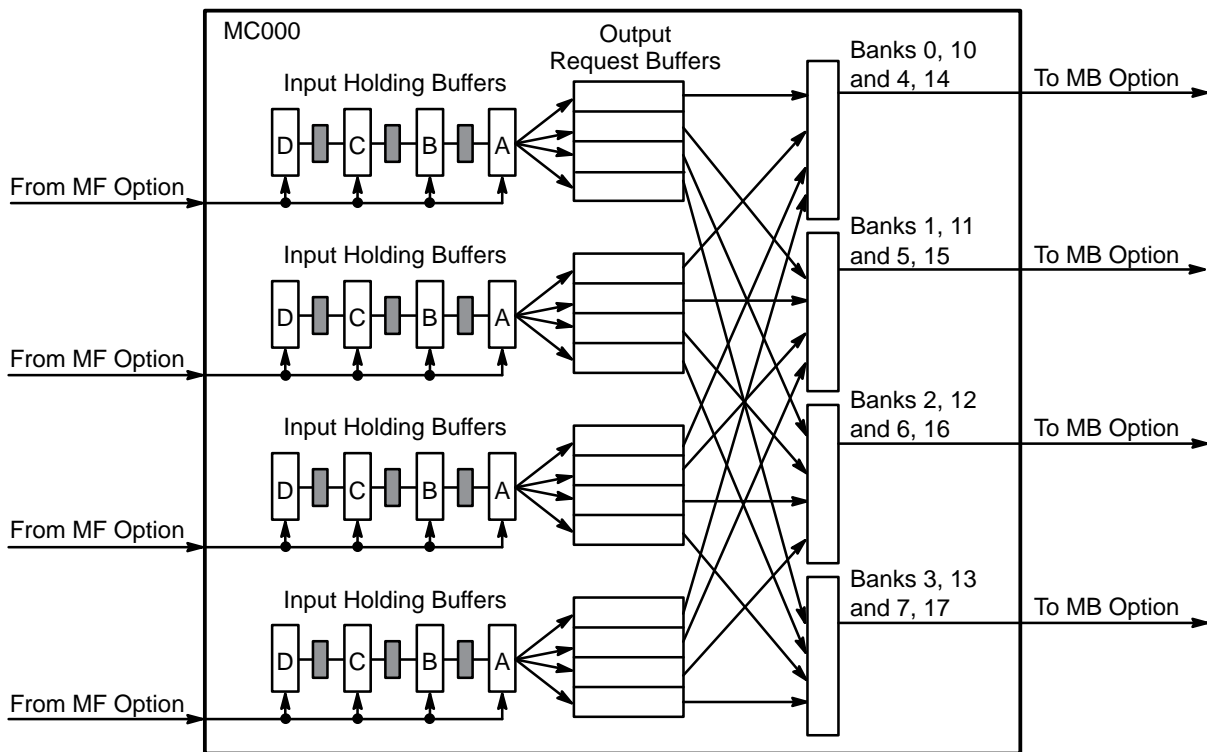 MC000
Output
Request Buffers
Input Holding Buffers
D C B A
From MF Option
Banks 0, 10
and 4, 14
To MB Option
Input Holding Buffers
D C B A
From MF Option
Banks 1, 11
and 5, 15
To MB Option
Input Holding Buffers
D C B A
From MF Option
Banks 2, 12
and 6, 16
To MB Option
Input Holding Buffers
D C B A
From MF Option
Banks 3, 13
and 7, 17
To MB Option